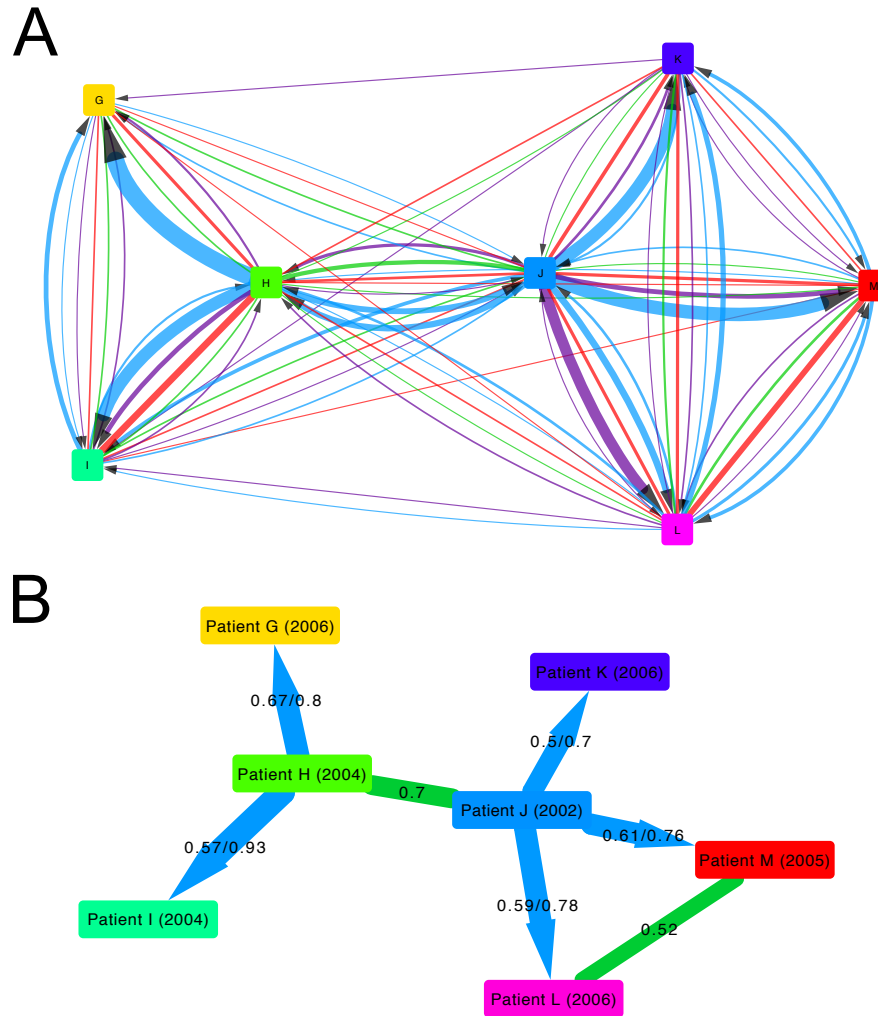 A
K
G
J
H
M
I
L
B
Patient G (2006)
Patient K (2006)
0.67/0.8
0.5/0.7
Patient H (2004)
0.7
Patient J (2002)
0.61/0.76
0.57/0.93
Patient M (2005)
0.59/0.78
Patient I (2004)
0.52
Patient L (2006)